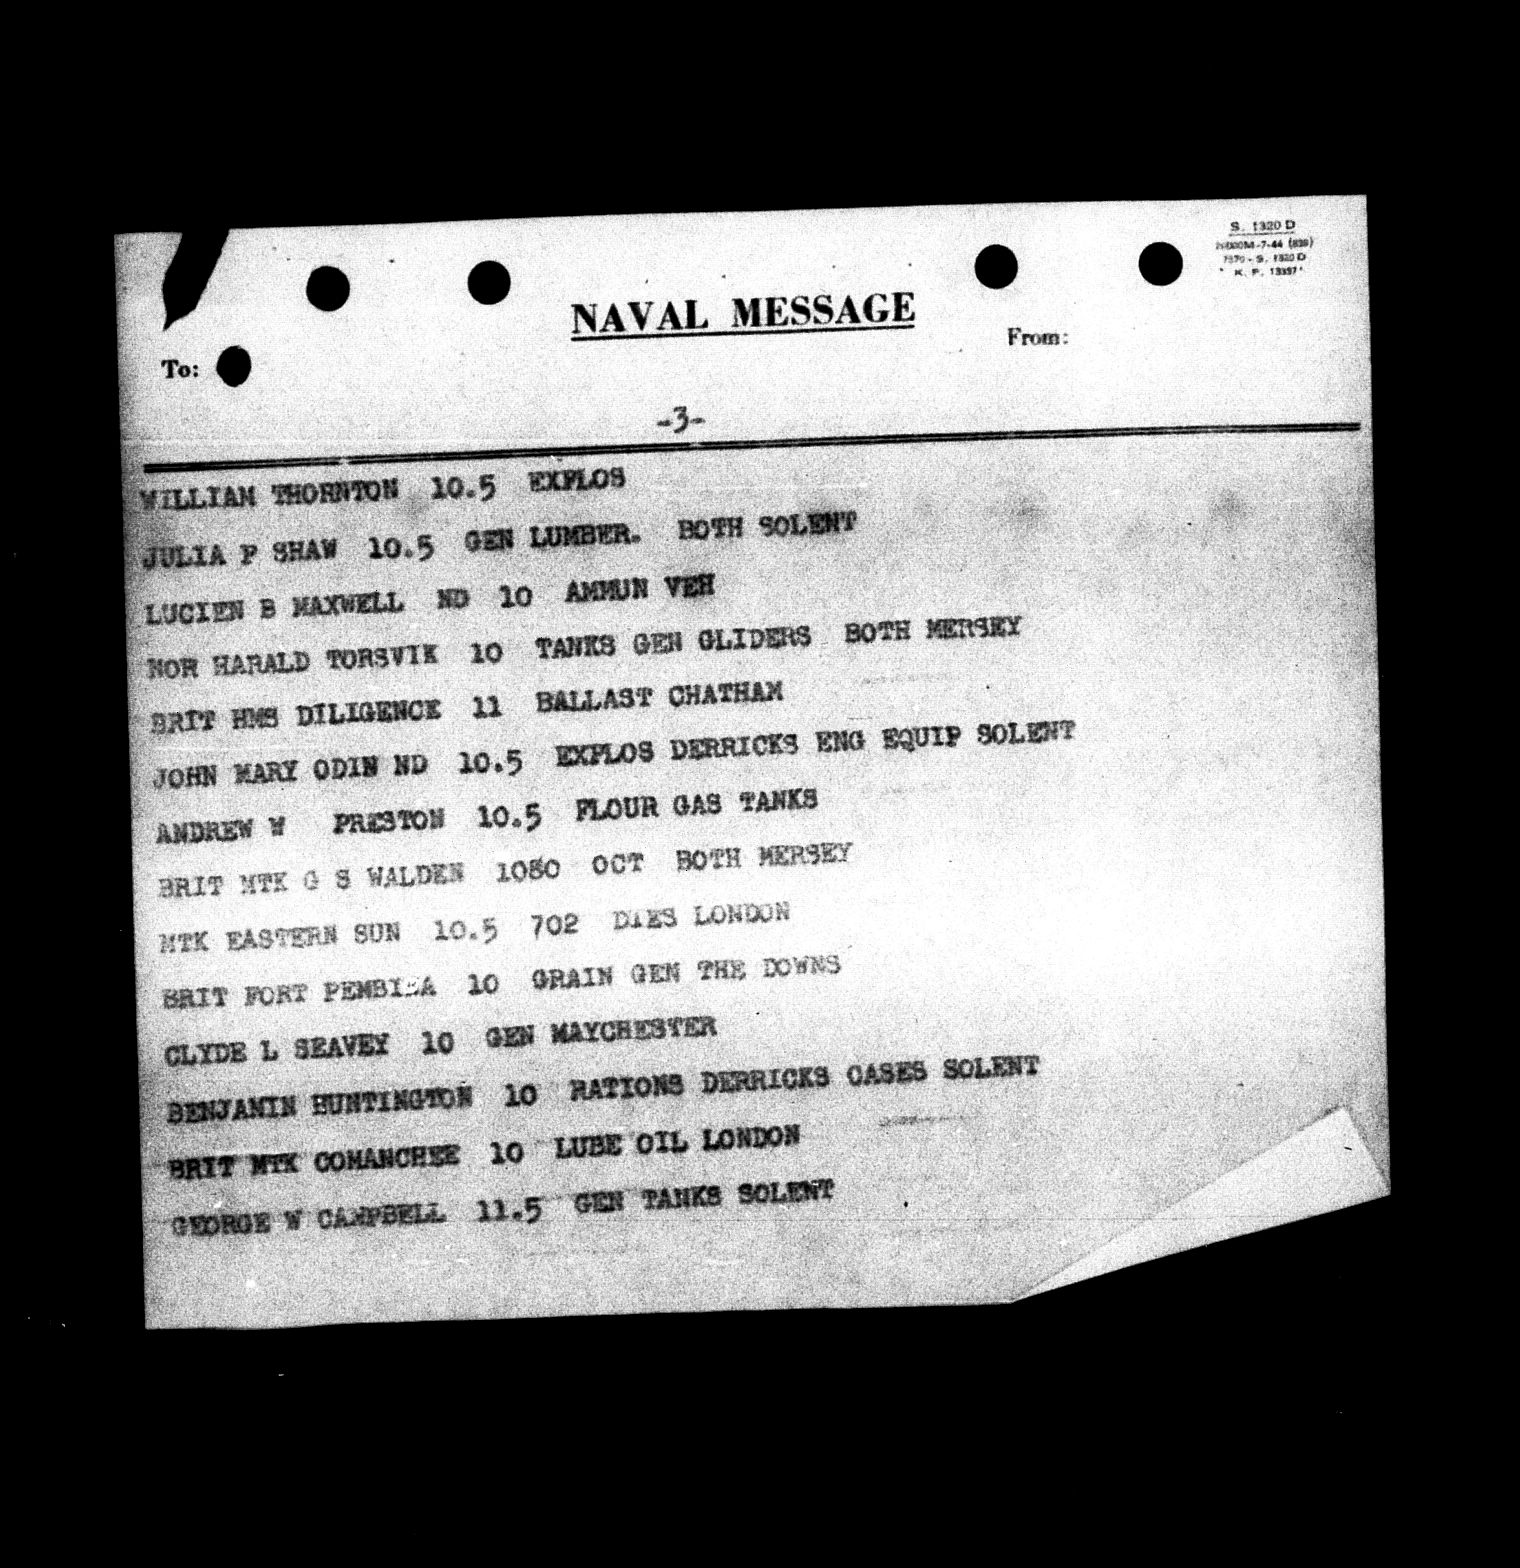 S. 1320 D
7570 - S. 1320 D
K. P. 13397
NAVAL MESSAGE
To:
From:
-3-
WILLIAM THORNTON 10.5 EXPLOS
JULIA P SHAW 10.5 GEN LUMBER. BOTH SOLENT
LUCIEN B MAXWELL ND 10 AMMUN VEH
NOR HARALD TORSVIK 10 TANKS GEN GLIDERS BOTH MERSEY
BRIT HMS DILIGENCE 11 BALLAST CHATHAM
JOHN MARY ODIN ND 10.5 EXPLOS DERRICKS ENG EQUIP SOLENT
ANDREW W PRESTON 10.5 FLOUR GAS TANKS
BRIT MTK G S WALDEN OCT BOTH MERSEY
MTK EASTERN SUN 10.5 702 DIES LONDON
BRIT FORT 10 GRAIN GEN THE DOWNS
CLYDE L SEAVEY 10 GEN MAYCHESTER
BENJAMIN HUNTINGTON 10 RATIONS DERRICKS CASES SOLENT
BRIT MTK COMANCHEE 10 LUBE OIL LONDON
GEORGE W CAMPBELL 11.5 GEN TANKS SOLENT